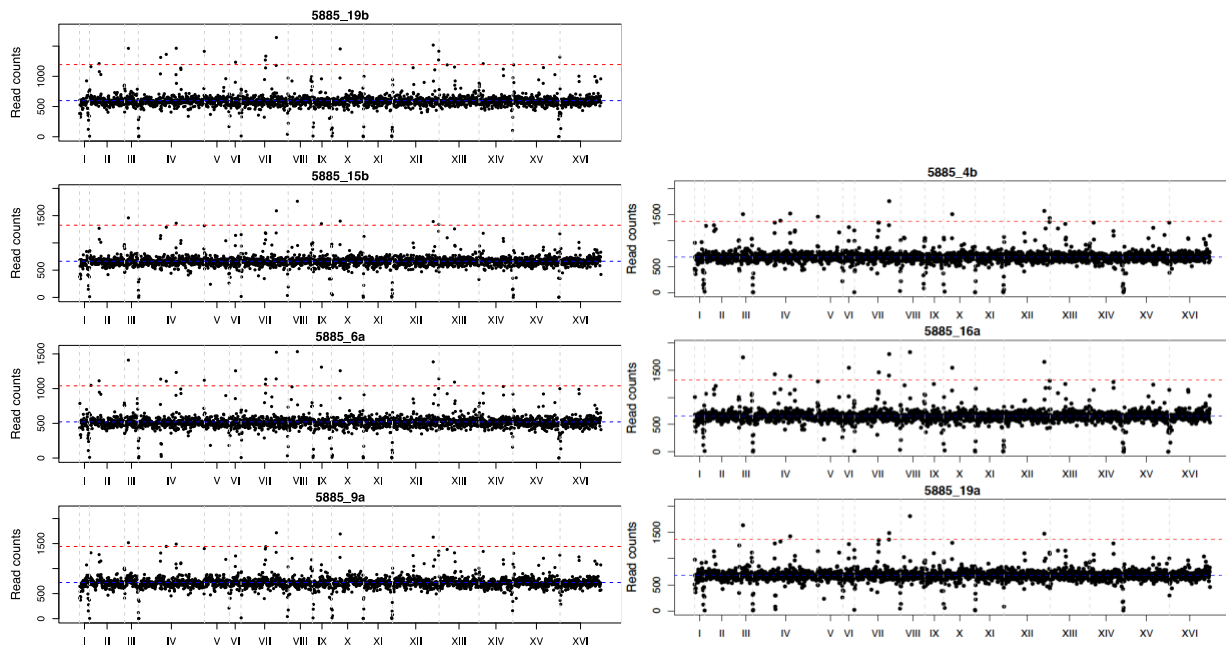 5885_19b
Read counts
0 500 1000
I II III IV V VI VII VIII IX X XI XII XIII XIV XV XVI
5885_15b
Read counts
0 500 1500
I II III IV V VI VII VIII IX X XI XII XIII XIV XV XVI
5885_6a
Read counts
0 500 1000 1500
I II III IV V VI VII VIII IX X XI XII XIII XIV XV XVI
5885_9a
Read counts
0 500 1500
I II III IV V VI VII VIII IX X XI XII XIII XIV XV XVI
5885_4b
Read counts
0 500 1500
I II III IV V VI VII VIII IX X XI XII XIII XIV XV XVI
5885_16a
Read counts
0 500 1500
I II III IV V VI VII VIII IX X XI XII XIII XIV XV XVI
5885_19a
Read counts
0 500 1500
I II III IV V VI VII VIII IX X XI XII XIII XIV XV XVI